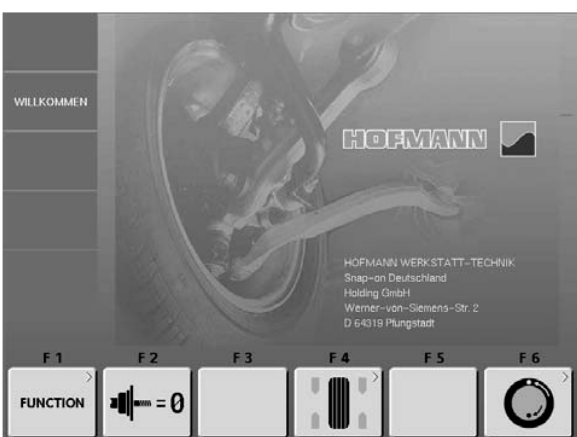 WILLKOMMEN
HOFMANN
HOFMANN WERKSTATT-TECHNIK
Snap-on Deutschland
Holding GmbH
Werner-von-Siemens-Str. 2
D 64319 Pfungstadt
F 1 F 2 F 3 F 4 F 5 F 6
FUNCTION = 0